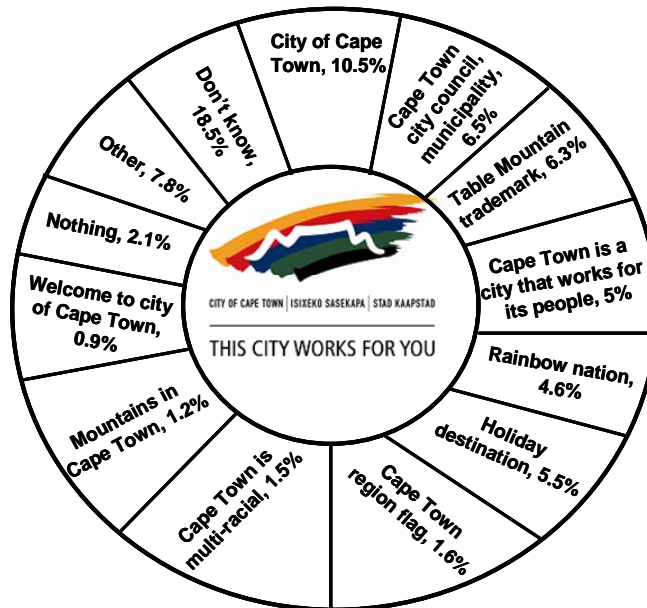 City of Cape
Town, 10.5%
Cape Town
city council,
municipality,
6.5%
Table Mountain
trademark, 6.3%
Cape Town is a
city that works for
its people, 5%
Rainbow nation,
4.6%
Holiday
destination, 5.5%
Cape Town
region flag, 1.6%
Cape Town is
multi-racial, 1.5%
Mountains in
Cape Town, 1.2%
Welcome to city
of Cape Town,
0.9%
Nothing, 2.1%
Other, 7.8%
Don't know,
18.5%
CITY OF CAPE TOWN | ISIXEKO SASEKAPA | STAD KAAPSTAD
THIS CITY WORKS FOR YOU